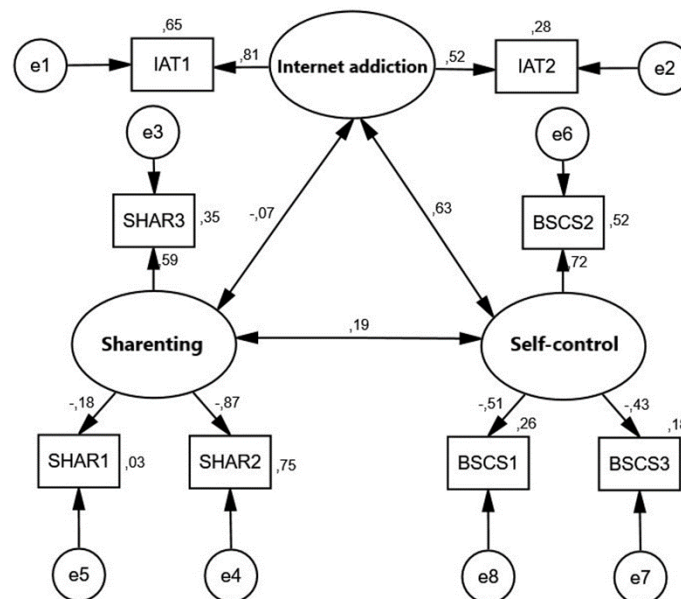 ,65
,28
e1
IAT1
,81
Internet addiction
,52
IAT2
e2
e3
e6
SHAR3
,35
-,07
,63
BSCS2
,52
,59
,72
Sharenting
,19
Self-control
-,18
-,87
-,51
-,43
,26
,18
SHAR1
,03
SHAR2
,75
BSCS1
BSCS3
e5
e4
e8
e7